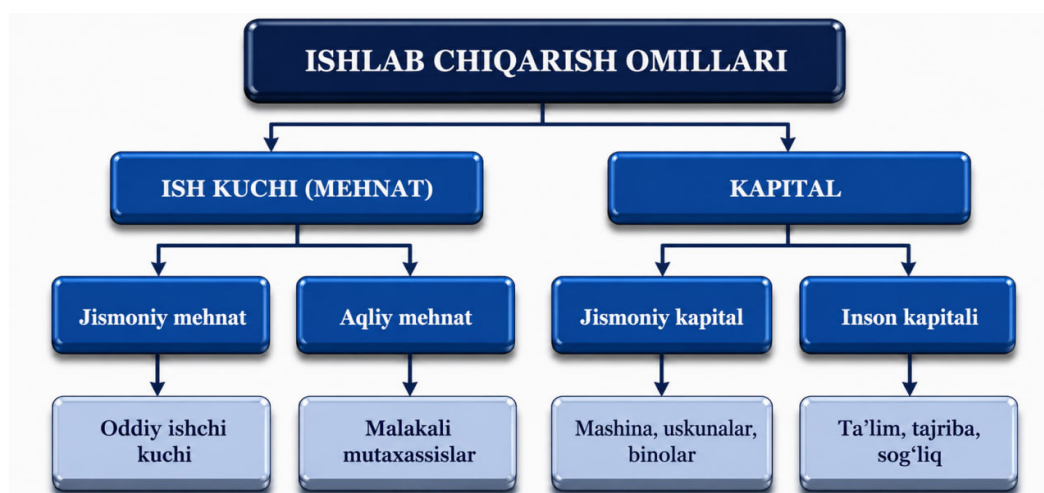 ISHLAB CHIQARISH OMILLARI
ISH KUCHI (MEHNAT)
KAPITAL
Jismoniy mehnat
Aqliy mehnat
Jismoniy kapital
Inson kapitali
Oddiy ishchi
kuchi
Malakali
mutaxassislar
Mashina, uskunalar,
binolar
Ta’lim, tajriba,
sog‘liq